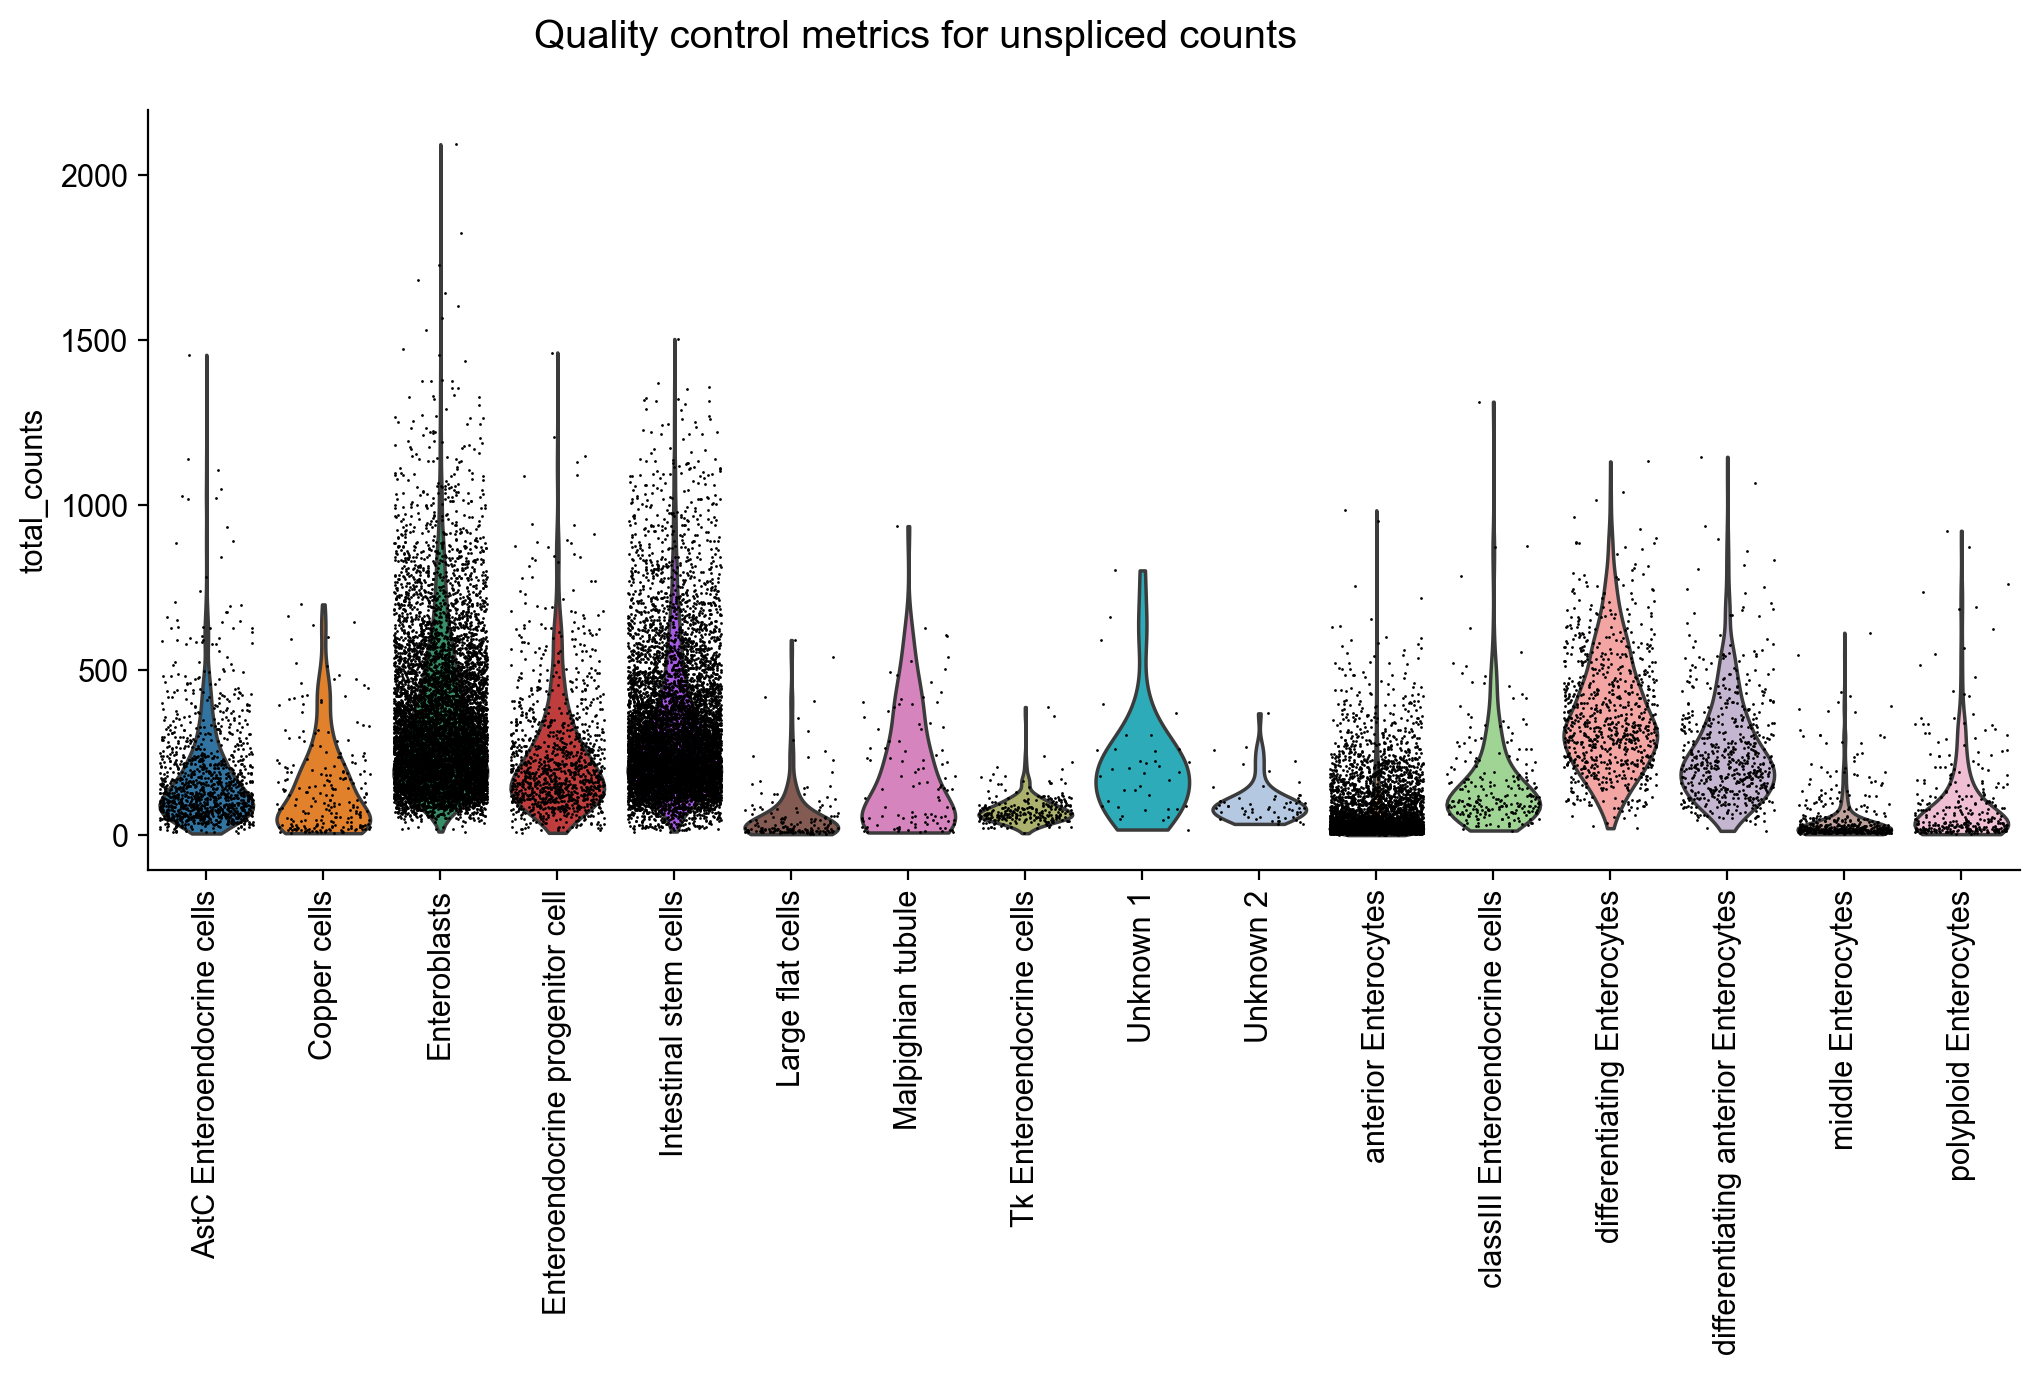 Quality control metrics for unspliced counts
total_counts
2000
1500
1000
500
0
AstC Enteroendocrine cells
Copper cells
Enteroblasts
Enteroendocrine progenitor cell
Intestinal stem cells
Large flat cells
Malpighian tubule
Tk Enteroendocrine cells
Unknown 1
Unknown 2
anterior Enterocytes
classIII Enteroendocrine cells
differentiating Enterocytes
differentiating anterior Enterocytes
middle Enterocytes
polyploid Enterocytes